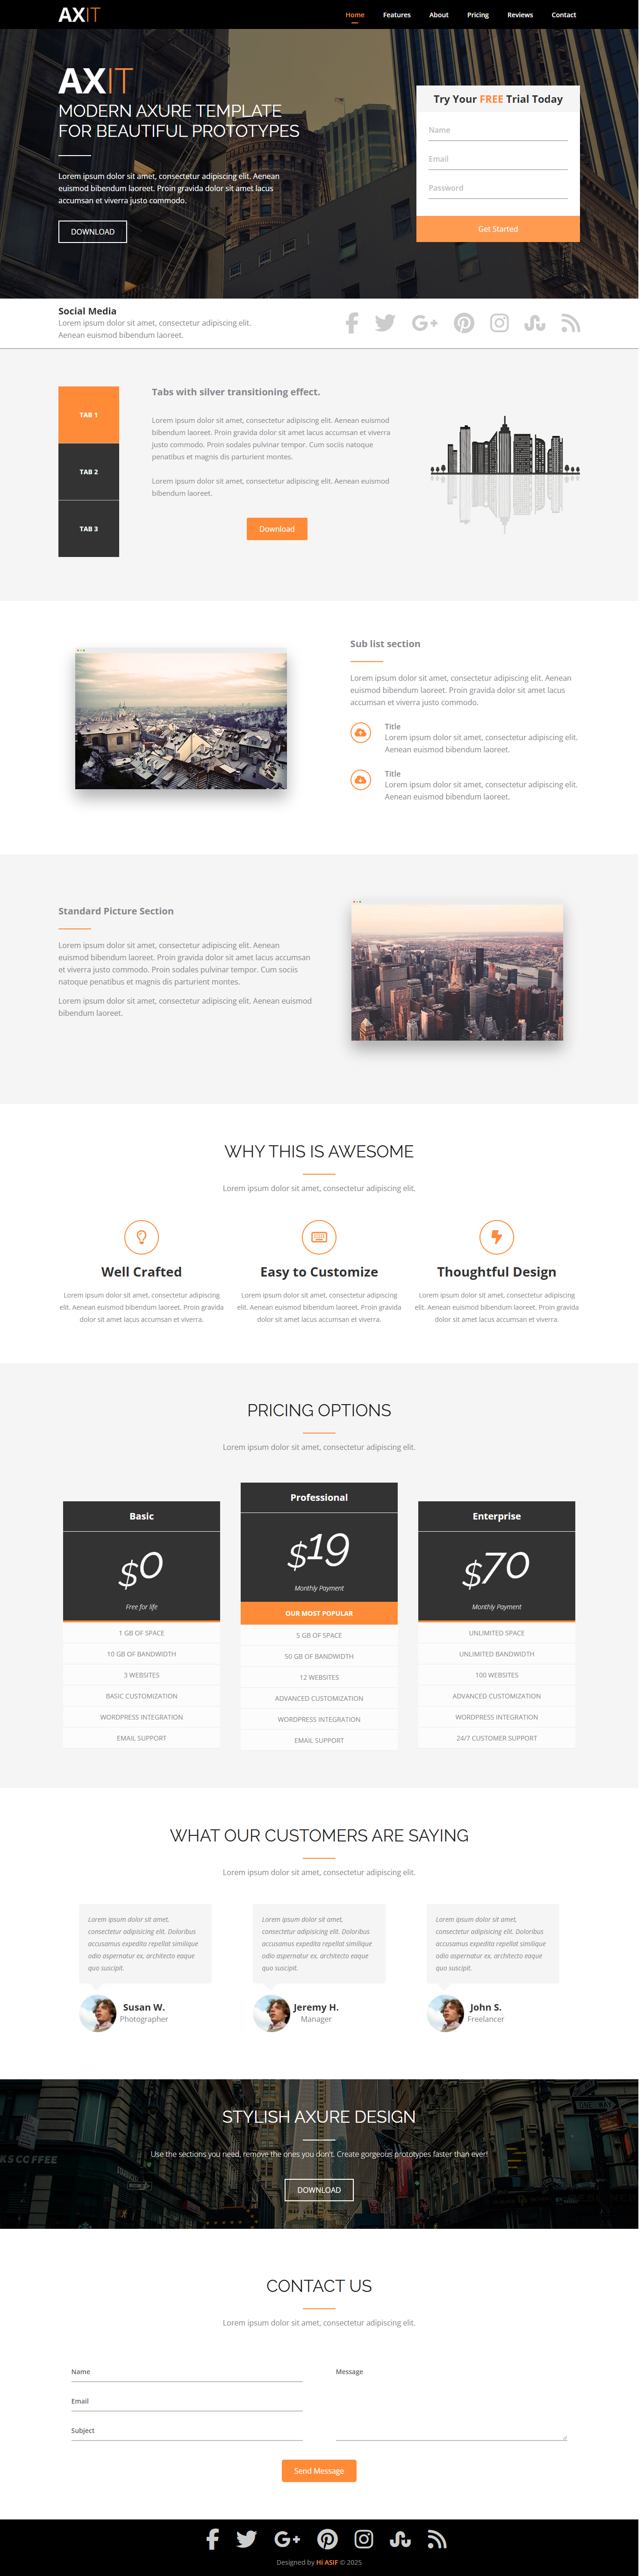 AXIT
Home Features About Pricing Reviews Contact
AXIT
MODERN AXURE TEMPLATE
FOR BEAUTIFUL PROTOTYPES
Lorem ipsum dolor sit amet, consectetur adipiscing elit. Aenean
euismod bibendum laoreet. Proin gravida dolor sit amet lacus
accumsan et viverra justo commodo.
DOWNLOAD
Try Your FREE Trial Today
Name
Email
Password
Get Started
Social Media
Lorem ipsum dolor sit amet, consectetur adipiscing elit.
Aenean euismod bibendum laoreet.
TAB 1
TAB 2
TAB 3
Tabs with silver transitioning effect.
Lorem ipsum dolor sit amet, consectetur adipiscing elit. Aenean euismod
bibendum laoreet. Proin gravida dolor sit amet lacus accumsan et viverra
justo commodo. Proin sodales pulvinar tempor. Cum sociis natoque
penatibus et magnis dis parturient montes.
Lorem ipsum dolor sit amet, consectetur adipiscing elit. Aenean euismod
bibendum laoreet.
Download
Sub list section
Lorem ipsum dolor sit amet, consectetur adipiscing elit. Aenean
euismod bibendum laoreet. Proin gravida dolor sit amet lacus
accumsan et viverra justo commodo.
Title
Lorem ipsum dolor sit amet, consectetur adipiscing elit.
Aenean euismod bibendum laoreet.
Title
Lorem ipsum dolor sit amet, consectetur adipiscing elit.
Aenean euismod bibendum laoreet.
Standard Picture Section
Lorem ipsum dolor sit amet, consectetur adipiscing elit. Aenean
euismod bibendum laoreet. Proin gravida dolor sit amet lacus accumsan
et viverra justo commodo. Proin sodales pulvinar tempor. Cum sociis
natoque penatibus et magnis dis parturient montes.
Lorem ipsum dolor sit amet, consectetur adipiscing elit. Aenean euismod
bibendum laoreet.
WHY THIS IS AWESOME
Lorem ipsum dolor sit amet, consectetur adipiscing elit.
Well Crafted
Lorem ipsum dolor sit amet, consectetur adipiscing
elit. Aenean euismod bibendum laoreet. Proin gravida
dolor sit amet lacus accumsan et viverra.
Easy to Customize
Lorem ipsum dolor sit amet, consectetur adipiscing
elit. Aenean euismod bibendum laoreet. Proin gravida
dolor sit amet lacus accumsan et viverra.
Thoughtful Design
Lorem ipsum dolor sit amet, consectetur adipiscing
elit. Aenean euismod bibendum laoreet. Proin gravida
dolor sit amet lacus accumsan et viverra.
PRICING OPTIONS
Lorem ipsum dolor sit amet, consectetur adipiscing elit.
Basic
$0
Free for life
1 GB OF SPACE
10 GB OF BANDWIDTH
3 WEBSITES
BASIC CUSTOMIZATION
WORDPRESS INTEGRATION
EMAIL SUPPORT
Professional
$19
Monthly Payment
OUR MOST POPULAR
5 GB OF SPACE
50 GB OF BANDWIDTH
12 WEBSITES
ADVANCED CUSTOMIZATION
WORDPRESS INTEGRATION
EMAIL SUPPORT
Enterprise
$70
Monthly Payment
UNLIMITED SPACE
UNLIMITED BANDWIDTH
100 WEBSITES
ADVANCED CUSTOMIZATION
WORDPRESS INTEGRATION
24/7 CUSTOMER SUPPORT
WHAT OUR CUSTOMERS ARE SAYING
Lorem ipsum dolor sit amet, consectetur adipiscing elit.
Lorem ipsum dolor sit amet,
consectetur adipisicing elit. Doloribus
accusamus expedita repellat similique
odio aspernatur ex, architecto eaque
quo suscipit.
Susan W.
Photographer
Lorem ipsum dolor sit amet,
consectetur adipisicing elit. Doloribus
accusamus expedita repellat similique
odio aspernatur ex, architecto eaque
quo suscipit.
Jeremy H.
Manager
Lorem ipsum dolor sit amet,
consectetur adipisicing elit. Doloribus
accusamus expedita repellat similique
odio aspernatur ex, architecto eaque
quo suscipit.
John S.
Freelancer
STYLISH AXURE DESIGN
Use the sections you need, remove the ones you don't. Create gorgeous prototypes faster than ever!
DOWNLOAD
KS COFFEE
ONE WAY
CONTACT US
Lorem ipsum dolor sit amet, consectetur adipiscing elit.
Name
Email
Subject
Message
Send Message
Designed by Hi ASIF © 2025